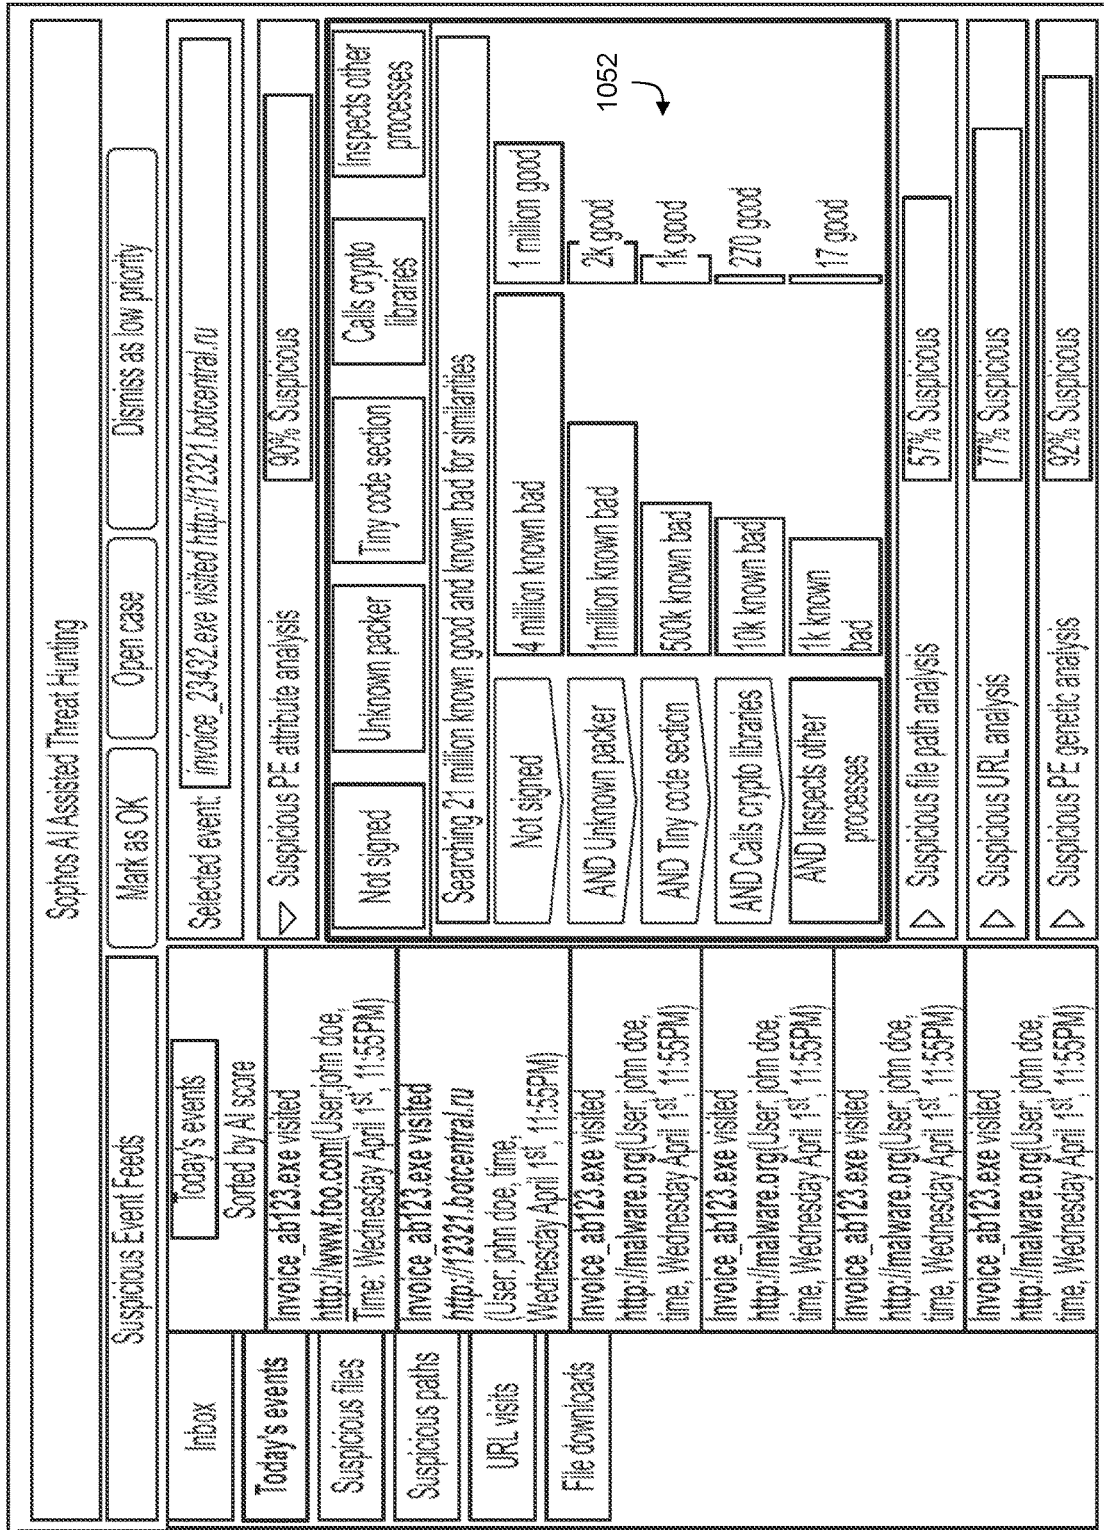 Sophos AI Assisted Threat Hunting
Suspicious Event Feeds
Mark as OK
Open case
Dismiss as low priority
Inbox
Today's events
Suspicious files
Suspicious paths
URL visits
File downloads
Today's events
Sorted by AI score
Invoice_ab123.exe visited
http://www.foo.com(User:john doe,
Time: Wednesday April 1st, 11:55PM)
Invoice_ab123.exe visited
http://12321.botcentral.ru
(User: john doe, time,
Wednesday April 1st, 11:55PM)
Invoice_ab123.exe visited
http://malware.org(User: john doe,
time, Wednesday April 1st, 11:55PM)
Invoice_ab123.exe visited
http://malware.org(User: john doe,
time, Wednesday April 1st, 11:55PM)
Invoice_ab123.exe visited
http://malware.org(User: john doe,
time, Wednesday April 1st, 11:55PM)
Invoice_ab123.exe visited
http://malware.org(User: john doe,
time, Wednesday April 1st, 11:55PM)
Selected event: invoice_23432.exe visited http://12321.botcentral.ru
Suspicious PE attribute analysis
90% Suspicious
Not signed
Unknown packer
Tiny code section
Calls crypto
libraries
Inspects other
processes
Searching 21 million known good and known bad for similarities
Not signed
4 million known bad
1 million good
AND Unknown packer
1million known bad
2k good
AND Tiny code section
500k known bad
1k good
AND Calls crypto libraries
10k known bad
270 good
AND Inspects other
processes
1k known
bad
17 good
1052
Suspicious file path analysis
57% Suspicious
Suspicious URL analysis
77% Suspicious
Suspicious PE genetic analysis
92% Suspicious